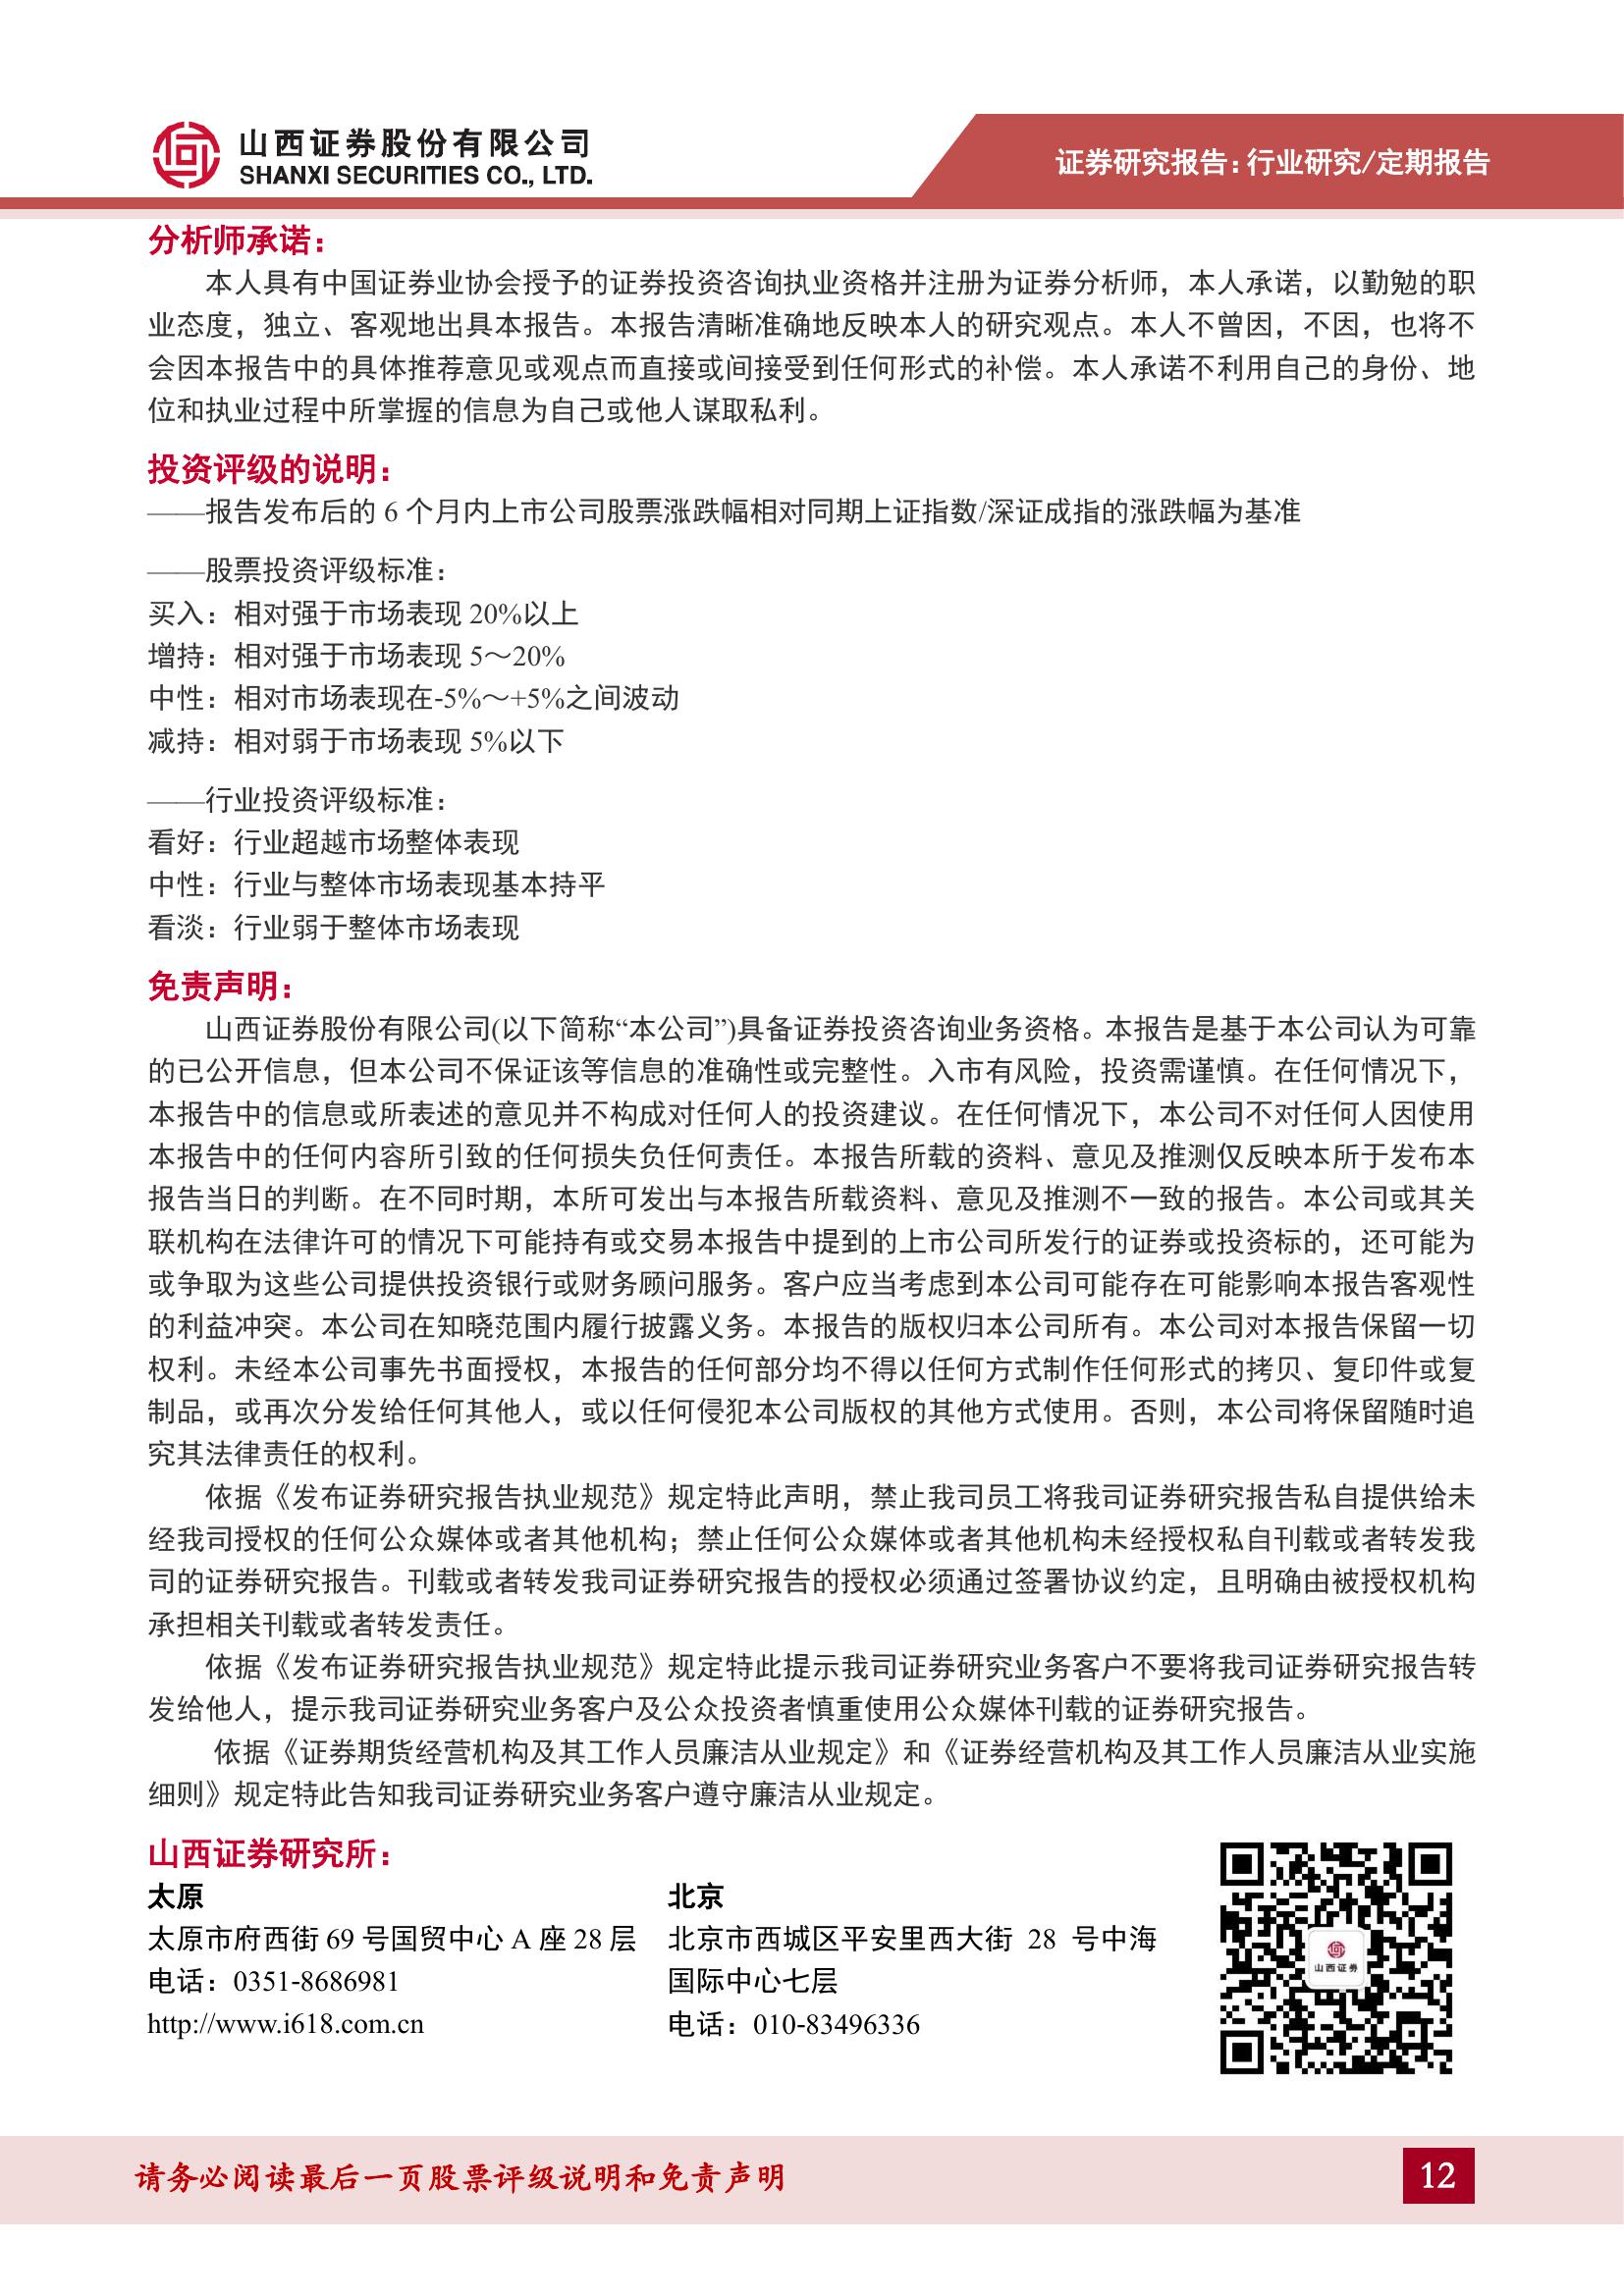 山西证券股份有限公司
SHANXI SECURITIES CO., LTD.
证券研究报告：行业研究/定期报告
分析师承诺：
本人具有中国证券业协会授予的证券投资咨询执业资格并注册为证券分析师，本人承诺，以勤勉的职
业态度，独立、客观地出具本报告。本报告清晰准确地反映本人的研究观点。本人不曾因，不因，也将不
会因本报告中的具体推荐意见或观点而直接或间接受到任何形式的补偿。本人承诺不利用自己的身份、地
位和执业过程中所掌握的信息为自己或他人谋取私利。
投资评级的说明：
——报告发布后的 6 个月内上市公司股票涨跌幅相对同期上证指数/深证成指的涨跌幅为基准
——股票投资评级标准：
买入：相对强于市场表现 20%以上
增持：相对强于市场表现 5～20%
中性：相对市场表现在-5%～+5%之间波动
减持：相对弱于市场表现 5%以下
——行业投资评级标准：
看好：行业超越市场整体表现
中性：行业与整体市场表现基本持平
看淡：行业弱于整体市场表现
免责声明：
山西证券股份有限公司(以下简称“本公司”)具备证券投资咨询业务资格。本报告是基于本公司认为可靠
的已公开信息，但本公司不保证该等信息的准确性或完整性。入市有风险，投资需谨慎。在任何情况下，
本报告中的信息或所表述的意见并不构成对任何人的投资建议。在任何情况下，本公司不对任何人因使用
本报告中的任何内容所引致的任何损失负任何责任。本报告所载的资料、意见及推测仅反映本所于发布本
报告当日的判断。在不同时期，本所可发出与本报告所载资料、意见及推测不一致的报告。本公司或其关
联机构在法律许可的情况下可能持有或交易本报告中提到的上市公司所发行的证券或投资标的，还可能为
或争取为这些公司提供投资银行或财务顾问服务。客户应当考虑到本公司可能存在可能影响本报告客观性
的利益冲突。本公司在知晓范围内履行披露义务。本报告的版权归本公司所有。本公司对本报告保留一切
权利。未经本公司事先书面授权，本报告的任何部分均不得以任何方式制作任何形式的拷贝、复印件或复
制品，或再次分发给任何其他人，或以任何侵犯本公司版权的其他方式使用。否则，本公司将保留随时追
究其法律责任的权利。
依据《发布证券研究报告执业规范》规定特此声明，禁止我司员工将我司证券研究报告私自提供给未
经我司授权的任何公众媒体或者其他机构；禁止任何公众媒体或者其他机构未经授权私自刊载或者转发我
司的证券研究报告。刊载或者转发我司证券研究报告的授权必须通过签署协议约定，且明确由被授权机构
承担相关刊载或者转发责任。
依据《发布证券研究报告执业规范》规定特此提示我司证券研究业务客户不要将我司证券研究报告转
发给他人，提示我司证券研究业务客户及公众投资者慎重使用公众媒体刊载的证券研究报告。
依据《证券期货经营机构及其工作人员廉洁从业规定》和《证券经营机构及其工作人员廉洁从业实施
细则》规定特此告知我司证券研究业务客户遵守廉洁从业规定。
山西证券研究所：
太原
太原市府西街 69 号国贸中心 A 座 28 层
电话：0351-8686981
http://www.i618.com.cn
北京
北京市西城区平安里西大街 28 号中海
国际中心七层
电话：010-83496336
山西证券
请务必阅读最后一页股票评级说明和免责声明
12